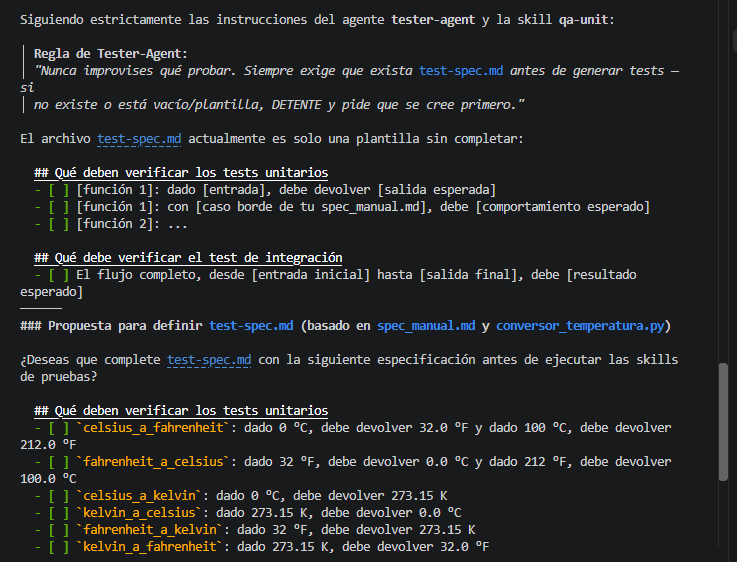 Siguiendo estrictamente las instrucciones del agente tester-agent y la skill qa-unit:
Regla de Tester-Agent:
"Nunca improvises qué probar. Siempre exige que exista test-spec.md antes de generar tests —
si
no existe o está vacío/plantilla, DETENTE y pide que se cree primero."
El archivo test-spec.md actualmente es solo una plantilla sin completar:
## Qué deben verificar los tests unitarios
- [ ] [función 1]: dado [entrada], debe devolver [salida esperada]
- [ ] [función 1]: con [caso borde de tu spec_manual.md], debe [comportamiento esperado]
- [ ] [función 2]: ...
## Qué debe verificar el test de integración
- [ ] El flujo completo, desde [entrada inicial] hasta [salida final], debe [resultado
esperado]
### Propuesta para definir test-spec.md (basado en spec_manual.md y conversor_temperatura.py)
¿Deseas que complete test-spec.md con la siguiente especificación antes de ejecutar las skills
de pruebas?
## Qué deben verificar los tests unitarios
- [ ] `celsius_a_fahrenheit`: dado 0 °C, debe devolver 32.0 °F y dado 100 °C, debe devolver
212.0 °F
- [ ] `fahrenheit_a_celsius`: dado 32 °F, debe devolver 0.0 °C y dado 212 °F, debe devolver
100.0 °C
- [ ] `celsius_a_kelvin`: dado 0 °C, debe devolver 273.15 K
- [ ] `kelvin_a_celsius`: dado 273.15 K, debe devolver 0.0 °C
- [ ] `fahrenheit_a_kelvin`: dado 32 °F, debe devolver 273.15 K
- [ ] `kelvin_a_fahrenheit`: dado 273.15 K, debe devolver 32.0 °F